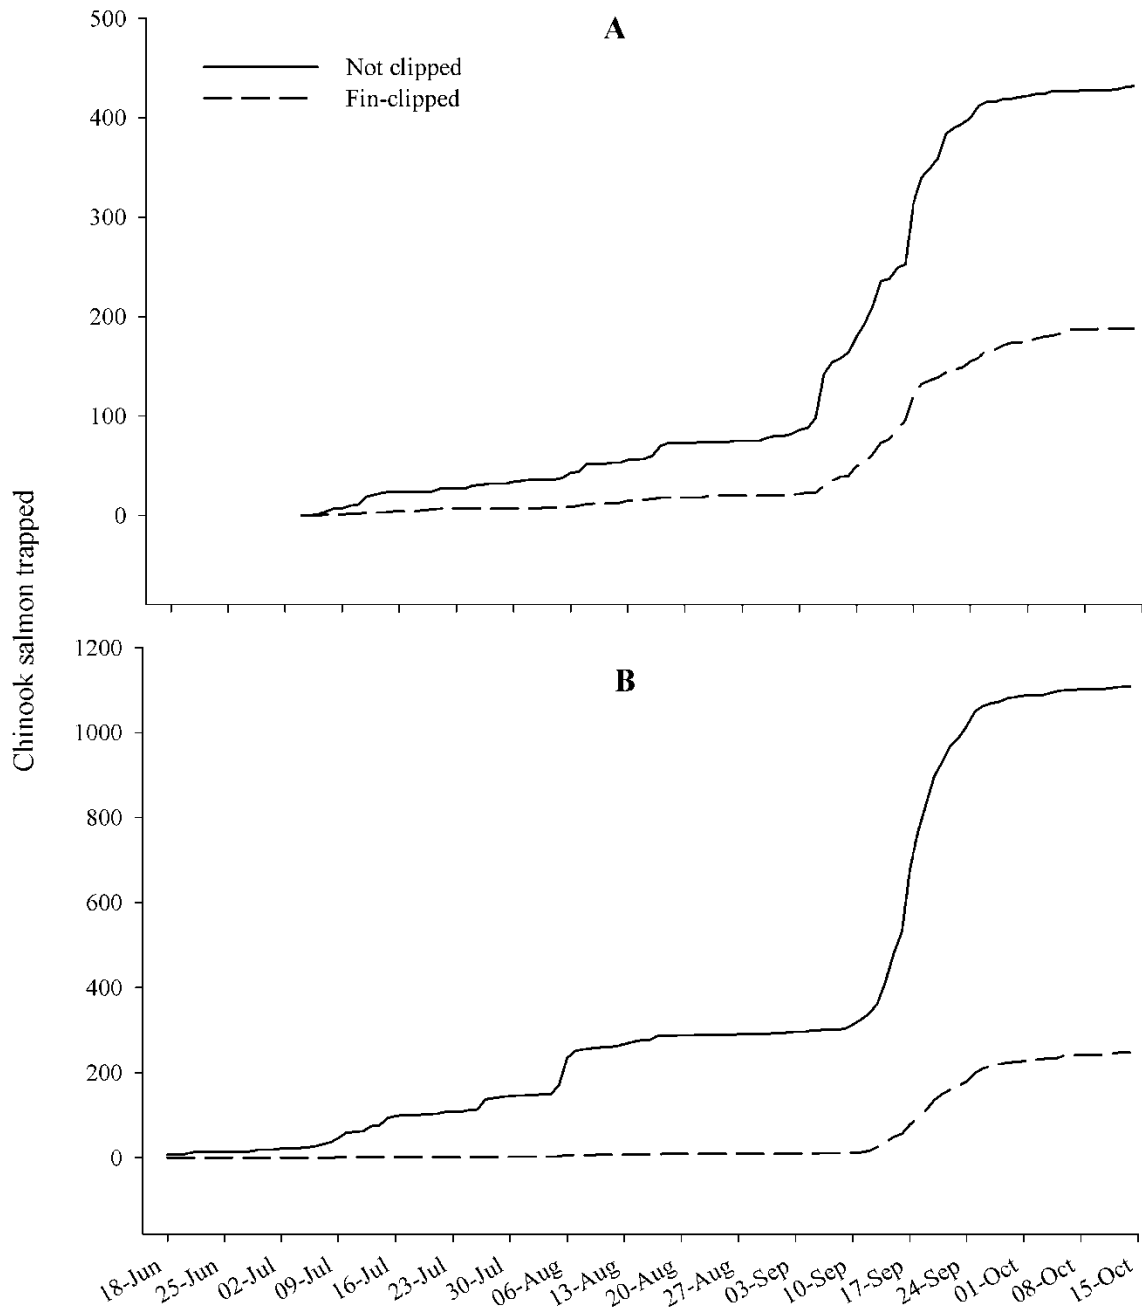 500
A
Not clipped
Fin-clipped
400
300
200
100
0
Chinook salmon trapped
1200
B
1000
800
600
400
200
0
18-Jun
25-Jun
02-Jul
09-Jul
16-Jul
23-Jul
30-Jul
06-Aug
13-Aug
20-Aug
27-Aug
03-Sep
10-Sep
17-Sep
24-Sep
01-Oct
08-Oct
15-Oct